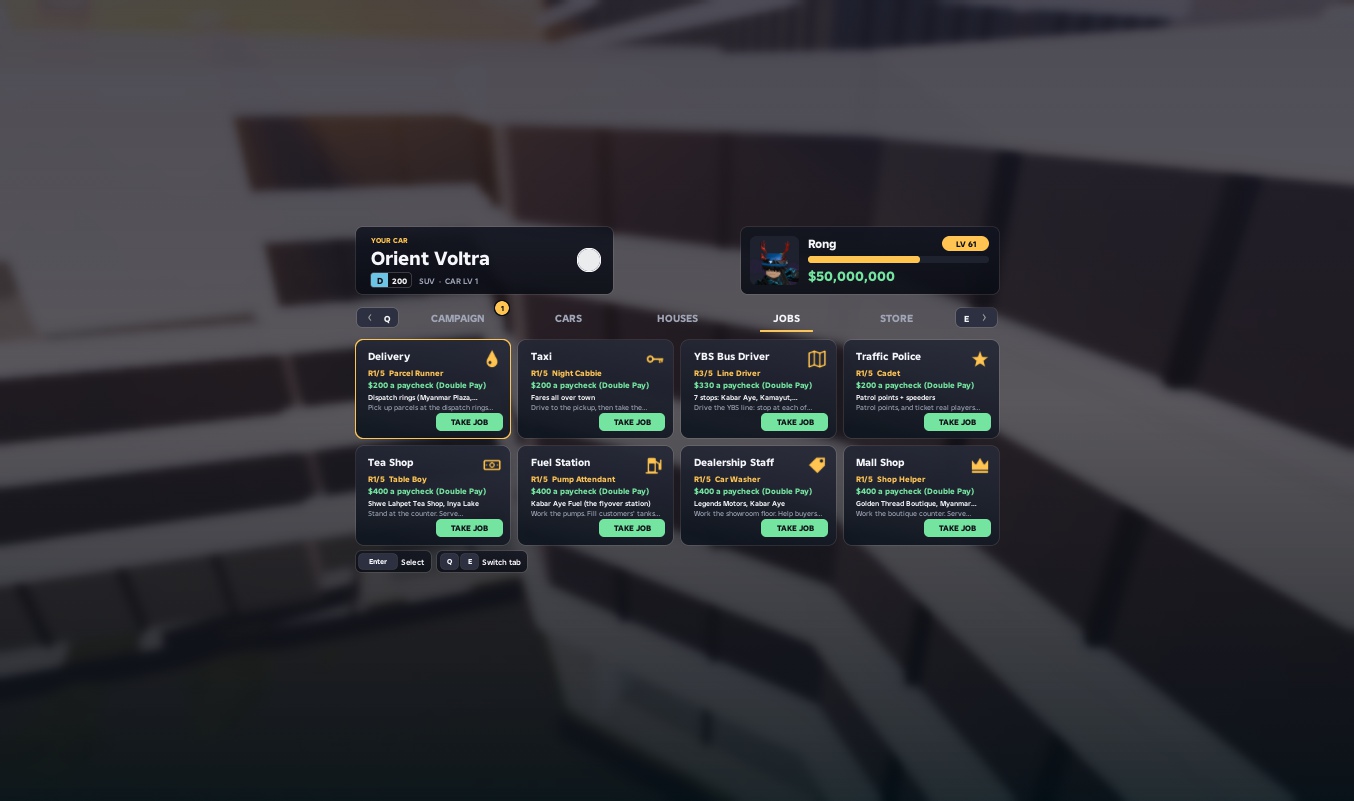 YOUR CAR
Orient Voltra
D 200 SUV · CAR LV 1
Rong
LV 61
$50,000,000
Q
CAMPAIGN
1
CARS
HOUSES
JOBS
STORE
E
Delivery
R1/5 Parcel Runner
$200 a paycheck (Double Pay)
Dispatch rings (Myanmar Plaza,...
Pick up parcels at the dispatch rings...
TAKE JOB
Taxi
R1/5 Night Cabbie
$200 a paycheck (Double Pay)
Fares all over town
Drive to the pickup, then take the...
TAKE JOB
YBS Bus Driver
R3/5 Line Driver
$330 a paycheck (Double Pay)
7 stops: Kabar Aye, Kamayut,...
Drive the YBS line: stop at each of...
TAKE JOB
Traffic Police
R1/5 Cadet
$200 a paycheck (Double Pay)
Patrol points + speeders
Patrol points, and ticket real players...
TAKE JOB
Tea Shop
R1/5 Table Boy
$400 a paycheck (Double Pay)
Shwe Lahpet Tea Shop, Inya Lake
Stand at the counter. Serve...
TAKE JOB
Fuel Station
R1/5 Pump Attendant
$400 a paycheck (Double Pay)
Kabar Aye Fuel (the flyover station)
Work the pumps. Fill customers' tanks...
TAKE JOB
Dealership Staff
R1/5 Car Washer
$400 a paycheck (Double Pay)
Legends Motors, Kabar Aye
Work the showroom floor. Help buyers...
TAKE JOB
Mall Shop
R1/5 Shop Helper
$400 a paycheck (Double Pay)
Golden Thread Boutique, Myanmar...
Work the boutique counter. Serve...
TAKE JOB
Enter Select
Q E Switch tab